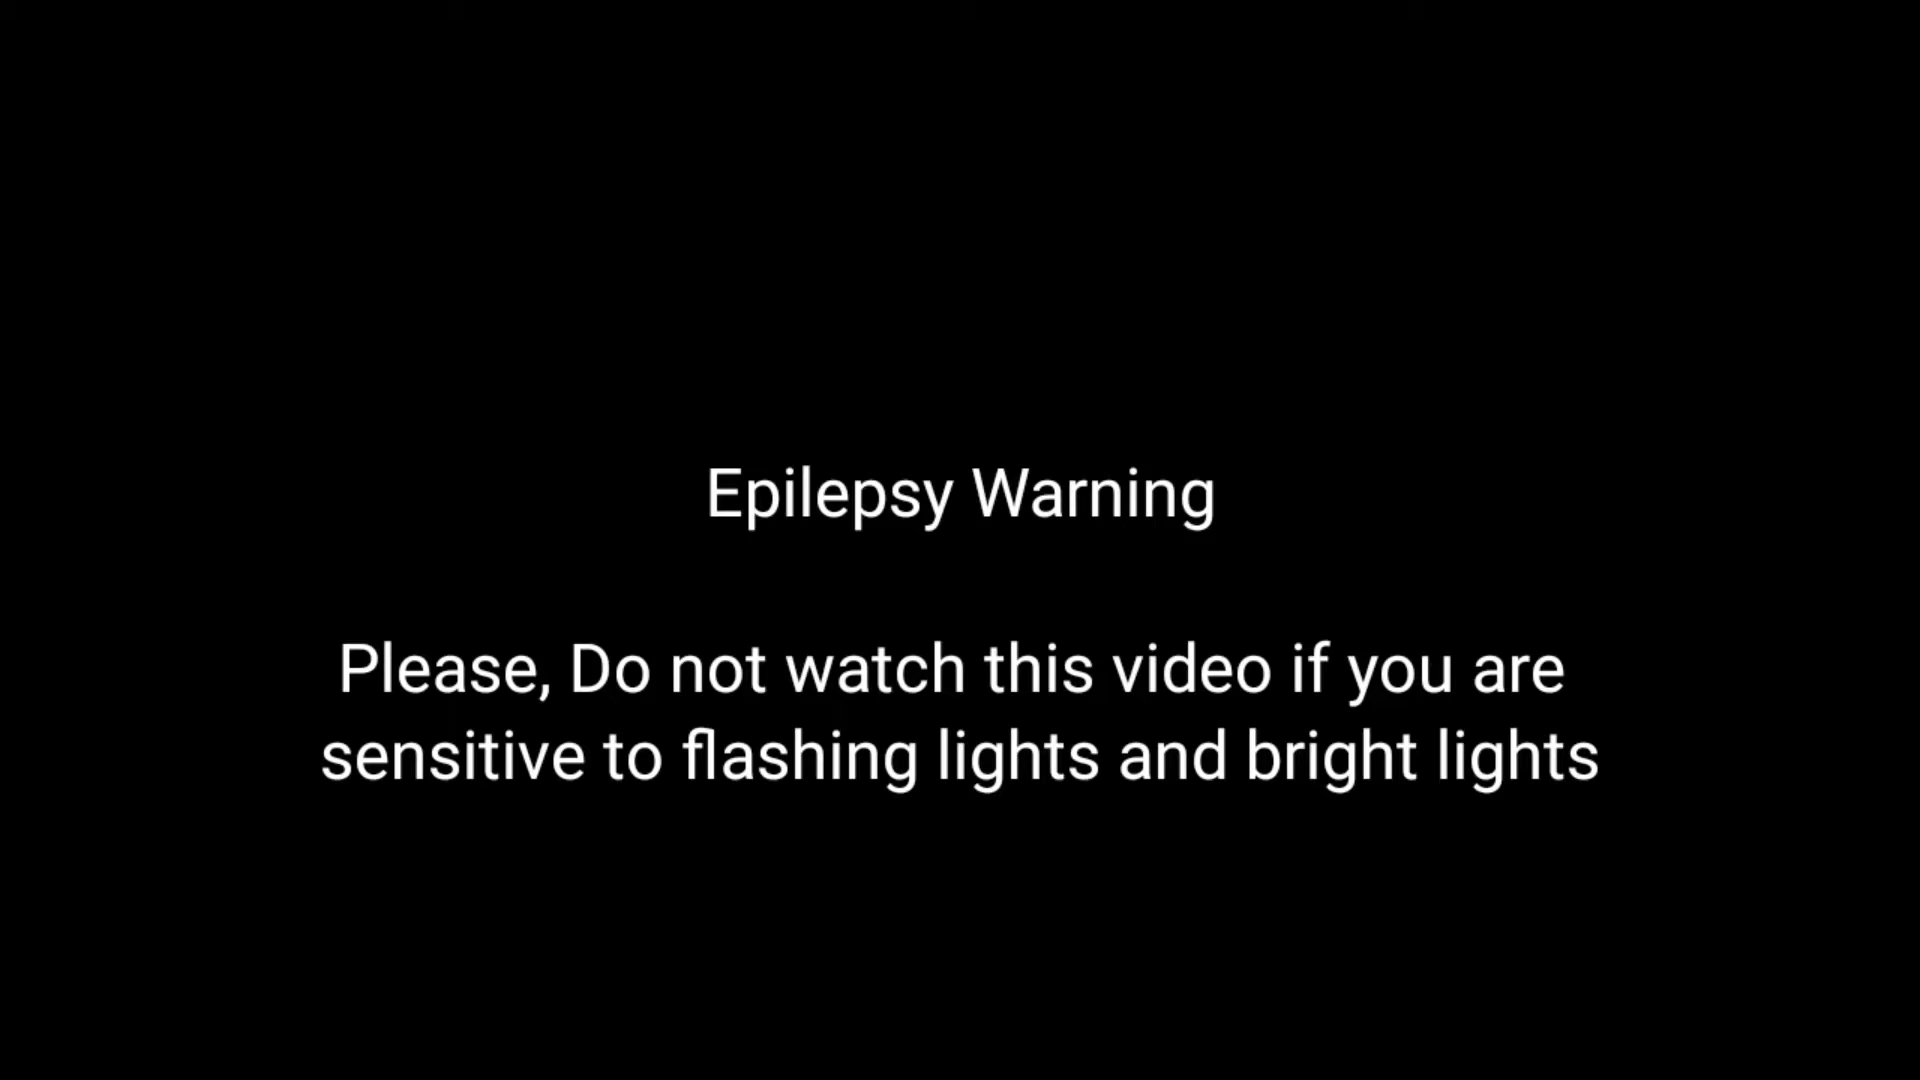 Epilepsy Warning
Please, Do not watch this video if you are
sensitive to flashing lights and bright lights